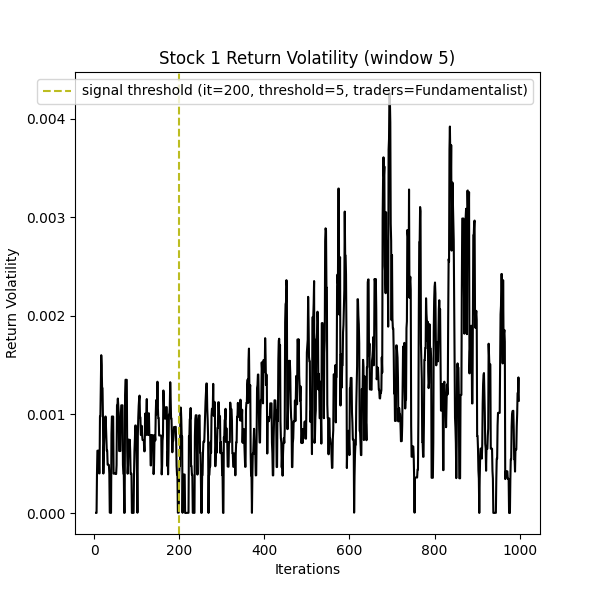 Stock 1 Return Volatility (window 5)
signal threshold (it=200, threshold=5, traders=Fundamentalist)
0.004
0.003
0.002
0.001
0.000
Return Volatility
0 200 400 600 800 1000
Iterations